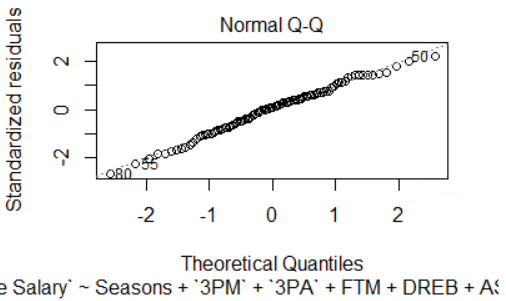 Normal Q-Q
Standardized residuals
2
0
-2
50
55
80
-2 -1 0 1 2
Theoretical Quantiles
e Salary` ~ Seasons + `3PM` + `3PA` + FTM + DREB + AS